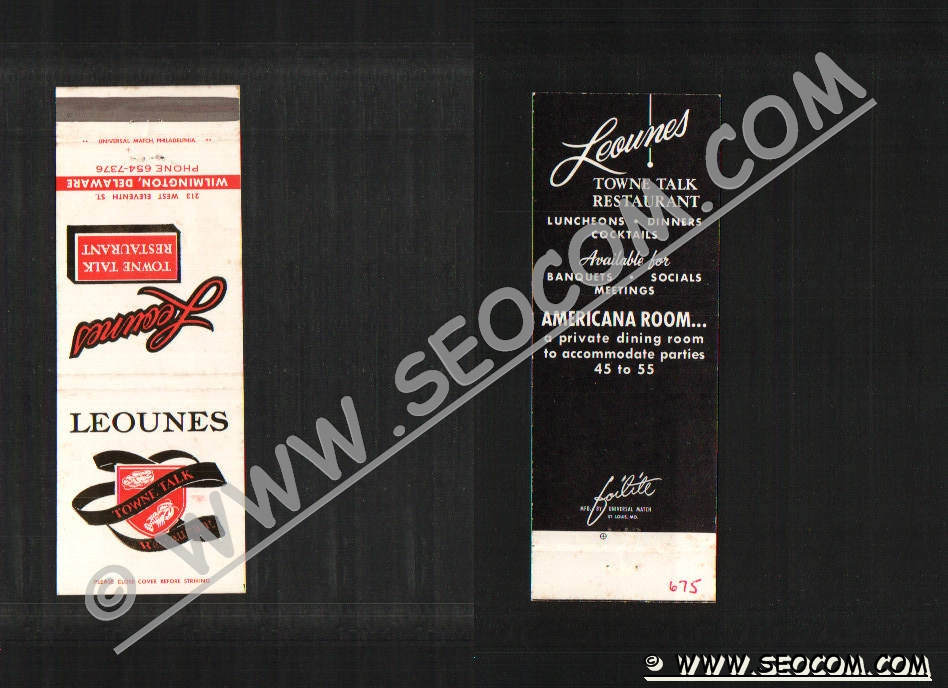 •• UNIVERSAL MATCH, PHILADELPHIA ••
PHONE 654-7376
WILMINGTON, DELAWARE
213 WEST ELEVENTH ST.
TOWNE TALK
RESTAURANT
Leounes
LEOUNES
TOWNE TALK
PLEASE CLOSE COVER BEFORE STRIKING
Leounes
TOWNE TALK
RESTAURANT
LUNCHEONS • DINNERS
COCKTAILS
Available for
BANQUETS • SOCIALS
MEETINGS
AMERICANA ROOM...
a private dining room
to accommodate parties
45 to 55
foilite
MFD. BY UNIVERSAL MATCH
ST. LOUIS, MO.
675
© WWW.SEOCOM.COM
© WWW.SEOCOM.COM